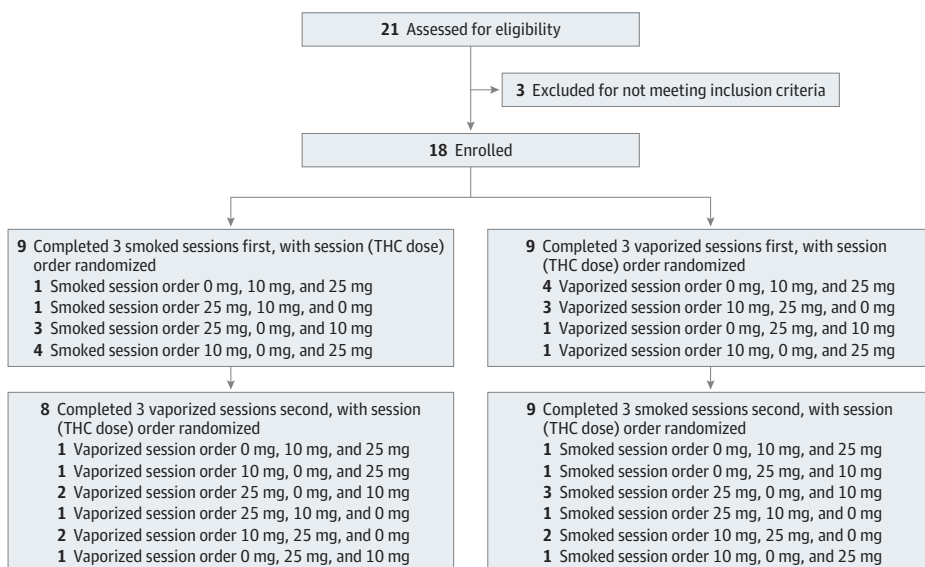 21 Assessed for eligibility
3 Excluded for not meeting inclusion criteria
18 Enrolled
9 Completed 3 smoked sessions first, with session (THC dose)
order randomized
1 Smoked session order 0 mg, 10 mg, and 25 mg
1 Smoked session order 25 mg, 10 mg, and 0 mg
3 Smoked session order 25 mg, 0 mg, and 10 mg
4 Smoked session order 10 mg, 0 mg, and 25 mg
9 Completed 3 vaporized sessions first, with session
(THC dose) order randomized
4 Vaporized session order 0 mg, 10 mg, and 25 mg
3 Vaporized session order 10 mg, 25 mg, and 0 mg
1 Vaporized session order 0 mg, 25 mg, and 10 mg
1 Vaporized session order 10 mg, 0 mg, and 25 mg
8 Completed 3 vaporized sessions second, with session
(THC dose) order randomized
1 Vaporized session order 0 mg, 10 mg, and 25 mg
1 Vaporized session order 10 mg, 0 mg, and 25 mg
2 Vaporized session order 25 mg, 0 mg, and 10 mg
1 Vaporized session order 25 mg, 10 mg, and 0 mg
2 Vaporized session order 10 mg, 25 mg, and 0 mg
1 Vaporized session order 0 mg, 25 mg, and 10 mg
9 Completed 3 smoked sessions second, with session
(THC dose) order randomized
1 Smoked session order 0 mg, 10 mg, and 25 mg
1 Smoked session order 0 mg, 25 mg, and 10 mg
3 Smoked session order 25 mg, 0 mg, and 10 mg
1 Smoked session order 25 mg, 10 mg, and 0 mg
2 Smoked session order 10 mg, 25 mg, and 0 mg
1 Smoked session order 10 mg, 0 mg, and 25 mg